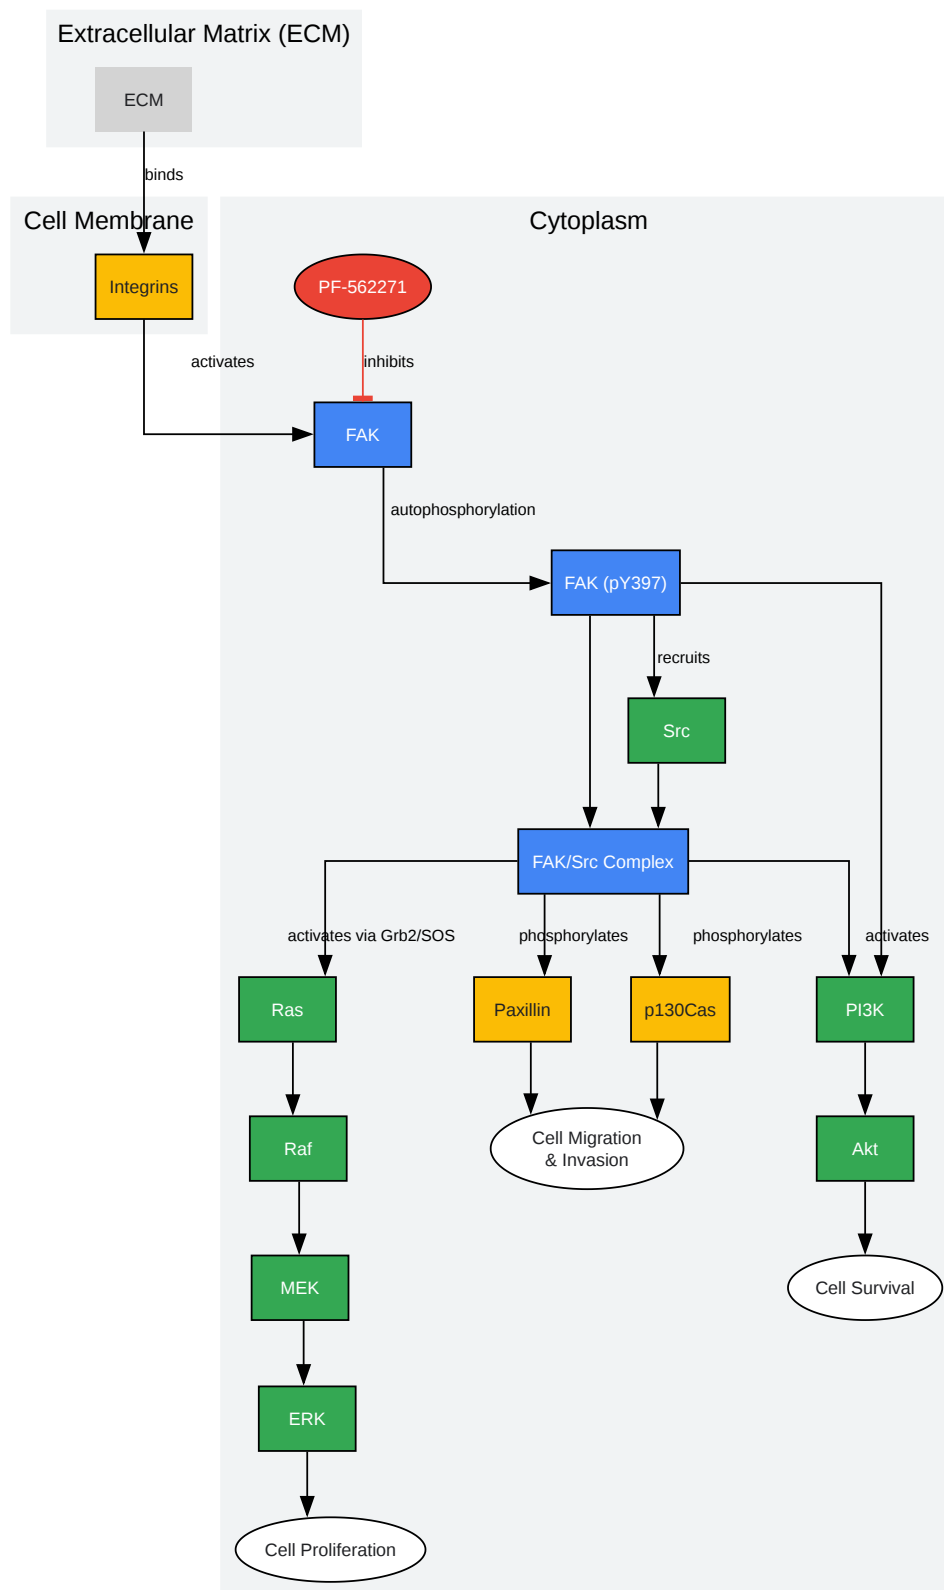 Extracellular Matrix (ECM)
ECM
binds
Cell Membrane
Cytoplasm
Integrins
PF-562271
activates
inhibits
FAK
autophosphorylation
FAK (pY397)
recruits
Src
FAK/Src Complex
activates via Grb2/SOS
phosphorylates
phosphorylates
activates
Ras
Paxillin
p130Cas
PI3K
Raf
Cell Migration
& Invasion
Akt
MEK
Cell Survival
ERK
Cell Proliferation